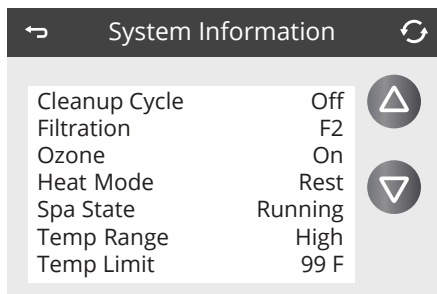 System Information
Cleanup Cycle Off
Filtration F2
Ozone On
Heat Mode Rest
Spa State Running
Temp Range High
Temp Limit 99 F